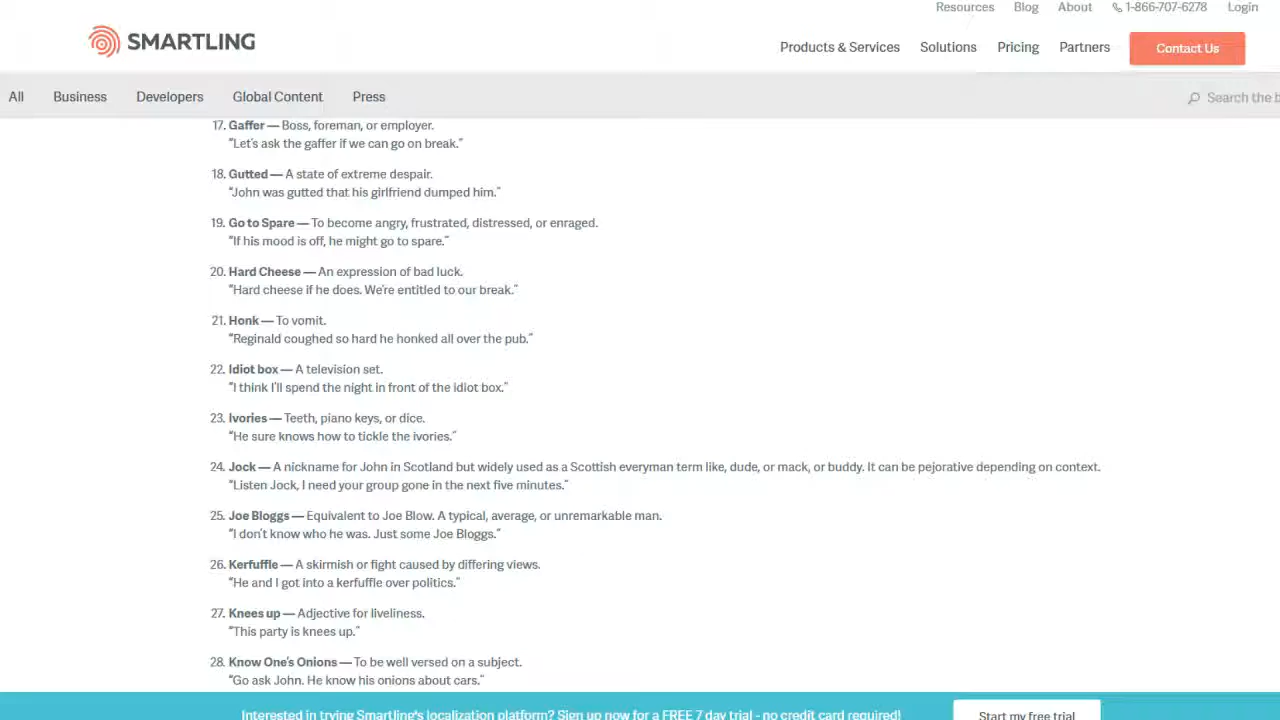 Resources Blog About 1-866-707-6278 Login
SMARTLING
Products & Services Solutions Pricing Partners Contact Us
All Business Developers Global Content Press
Search the b
17. Gaffer — Boss, foreman, or employer.
"Let's ask the gaffer if we can go on break."
18. Gutted — A state of extreme despair.
"John was gutted that his girlfriend dumped him."
19. Go to Spare — To become angry, frustrated, distressed, or enraged.
"If his mood is off, he might go to spare."
20. Hard Cheese — An expression of bad luck.
"Hard cheese if he does. We're entitled to our break."
21. Honk — To vomit.
"Reginald coughed so hard he honked all over the pub."
22. Idiot box — A television set.
"I think I'll spend the night in front of the idiot box."
23. Ivories — Teeth, piano keys, or dice.
"He sure knows how to tickle the ivories."
24. Jock — A nickname for John in Scotland but widely used as a Scottish everyman term like, dude, or mack, or buddy. It can be pejorative depending on context.
"Listen Jock, I need your group gone in the next five minutes."
25. Joe Bloggs — Equivalent to Joe Blow. A typical, average, or unremarkable man.
"I don't know who he was. Just some Joe Bloggs."
26. Kerfuffle — A skirmish or fight caused by differing views.
"He and I got into a kerfuffle over politics."
27. Knees up — Adjective for liveliness.
"This party is knees up."
28. Know One's Onions — To be well versed on a subject.
"Go ask John. He know his onions about cars."
Interested in trying Smartling's localization platform? Sign up now for a FREE 7 day trial - no credit card required!
Start my free trial